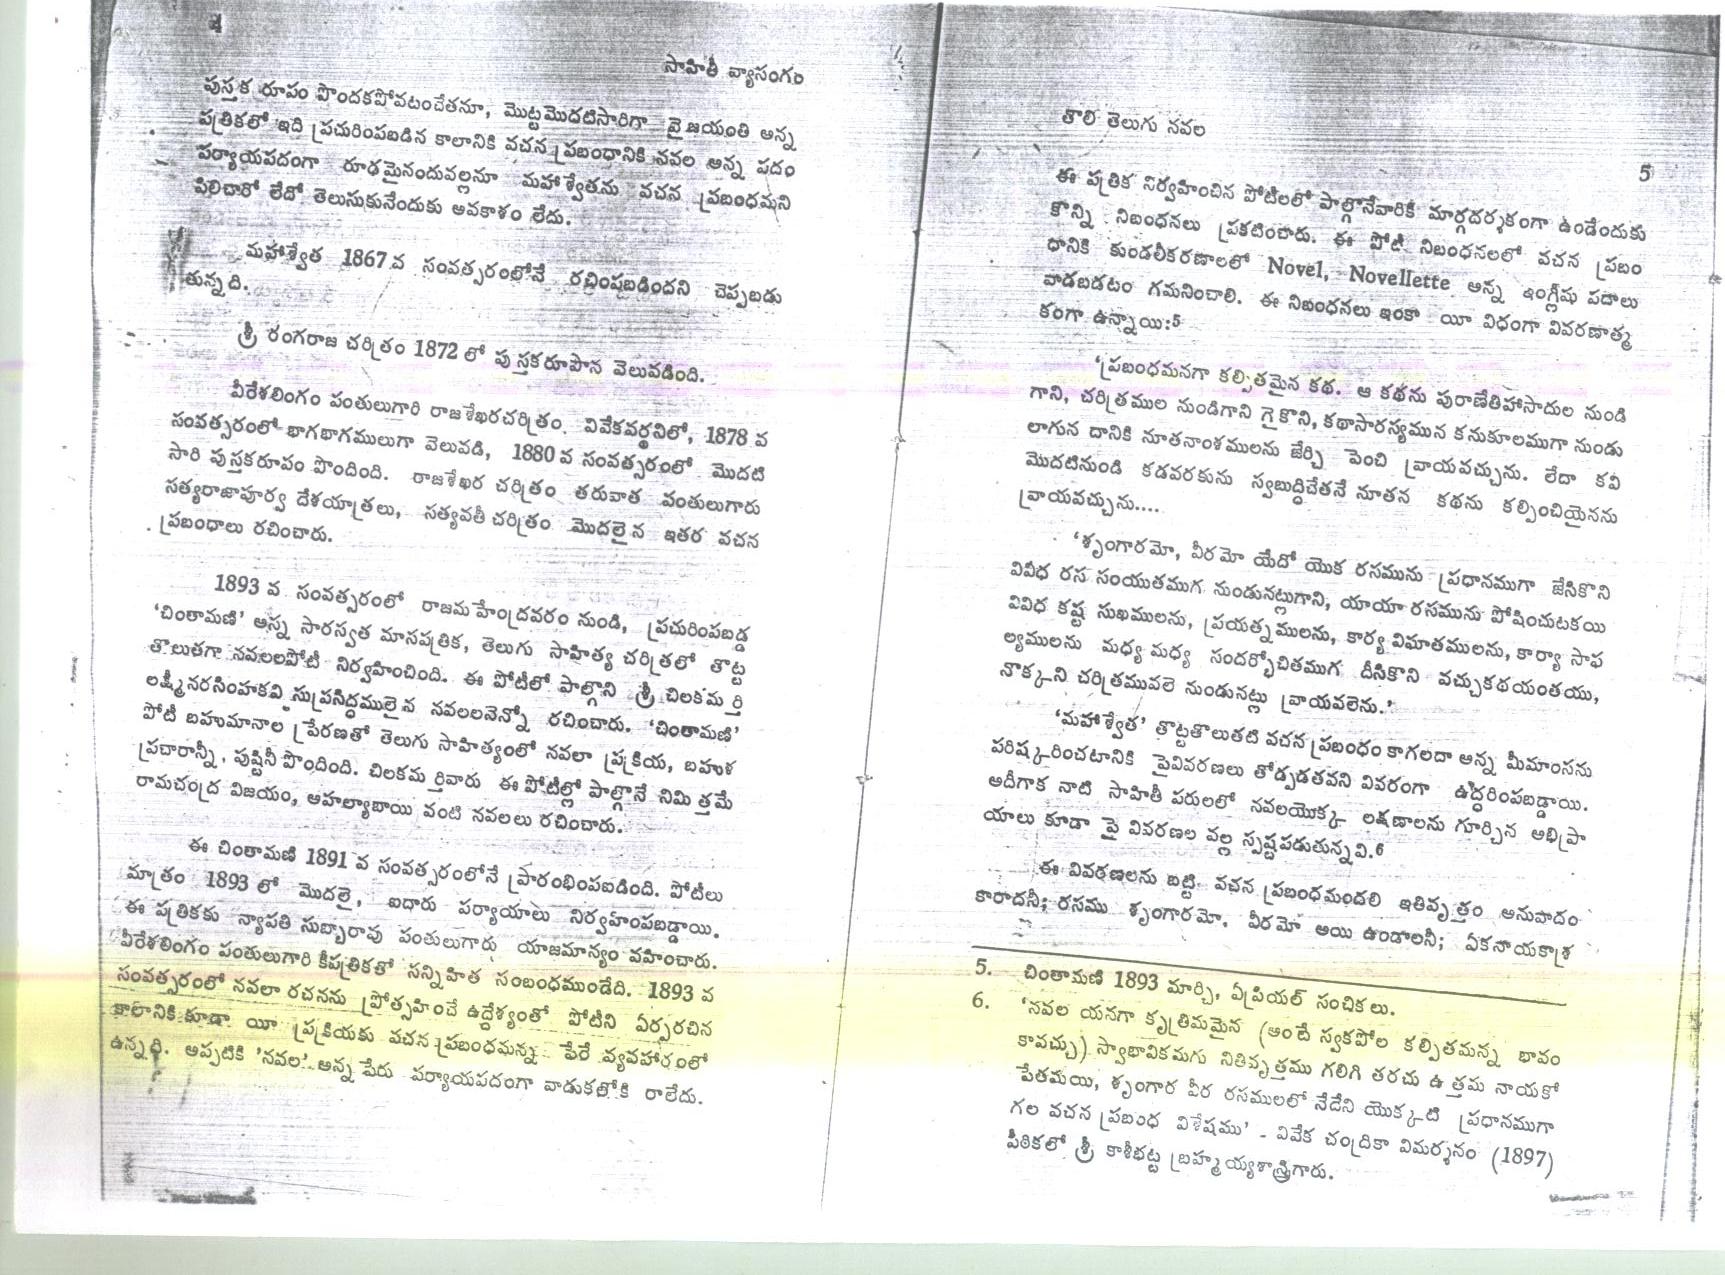 4
సాహితీ వ్యాసంగం
పుస్తక రూపం పొందకపోవటంచేతనూ, మొట్టమొదటిసారిగా వైజయంతి అన్న
పత్రికలో ఇది ప్రచురింపబడిన కాలానికి వచన ప్రబంధానికి నవల అన్న పదం
పర్యాయపదంగా రూఢమైనందువల్లనూ మహాశ్వేతను వచన ప్రబంధమని
పిలిచారో లేదో తెలుసుకునేందుకు అవకాశం లేదు.
మహాశ్వేత 1867 వ సంవత్సరంలోనే రచింపబడిందని చెప్పబడు
తున్నది.
శ్రీ రంగరాజ చరిత్రం 1872 లో పుస్తకరూపాన వెలువడింది.
వీరేశలింగం పంతులుగారి రాజశేఖరచరిత్రం. వివేకవర్ధనిలో, 1878 వ
సంవత్సరంలో భాగభాగములుగా వెలువడి, 1880 వ సంవత్సరంలో మొదటి
సారి పుస్తకరూపం పొందింది. రాజశేఖర చరిత్రం తరువాత పంతులుగారు
సత్యరాజాపూర్వ దేశయాత్రలు, సత్యవతీ చరిత్రం మొదలైన ఇతర వచన
ప్రబంధాలు రచించారు.
1893 వ సంవత్సరంలో రాజమహేంద్రవరం నుండి, ప్రచురింపబడ్డ
'చింతామణి' అన్న సారస్వత మాసపత్రిక, తెలుగు సాహిత్య చరిత్రలో తొట్ట
తొలుతగా నవలలపోటీ నిర్వహించింది. ఈ పోటీలో పాల్గొని శ్రీ చిలకమర్తి
లక్ష్మీనరసింహకవి సుప్రసిద్ధములైన నవలలనెన్నో రచించారు. 'చింతామణి'
పోటీ బహుమానాల ప్రేరణతో తెలుగు సాహిత్యంలో నవలా ప్రక్రియ, బహుళ
ప్రచారాన్నీ, పుష్టినీ పొందింది. చిలకమర్తివారు ఈ పోటీల్లో పాల్గొనే నిమిత్తమే
రామచంద్ర విజయం, అహల్యాబాయి వంటి నవలలు రచించారు.
ఈ చింతామణి 1891 వ సంవత్సరంలోనే ప్రారంభింపబడింది. పోటీలు
మాత్రం 1893 లో మొదలై, ఐదారు పర్యాయాలు నిర్వహింపబడ్డాయి.
ఈ పత్రికకు న్యాపతి సుబ్బారావు పంతులుగారు యాజమాన్యం వహించారు.
వీరేశలింగం పంతులుగారి కీపత్రికతో సన్నిహిత సంబంధముండేది. 1893 వ
సంవత్సరంలో నవలా రచనను ప్రోత్సహించే ఉద్దేశ్యంతో పోటీని ఏర్పరచిన
కాలానికికూడా యీ ప్రక్రియకు వచన ప్రబంధమన్న పేరే వ్యవహారంలో
ఉన్నది. అప్పటికి 'నవల' అన్న పేరు పర్యాయపదంగా వాడుకలోకి రాలేదు.
తొలి తెలుగు నవల
5
ఈ పత్రిక నిర్వహించిన పోటీలలో పాల్గొనేవారికి మార్గదర్శకంగా ఉండేందుకు
కొన్ని నిబంధనలు ప్రకటించారు. ఈ పోటీ నిబంధనలలో వచన ప్రబం
ధానికి కుండలీకరణాలలో Novel, Novellette అన్న ఇంగ్లీషు పదాలు
వాడబడటం గమనించాలి. ఈ నిబంధనలు ఇంకా యీ విధంగా వివరణాత్మ
కంగా ఉన్నాయి:5
'ప్రబంధమనగా కల్పితమైన కథ. ఆ కథను పురాణేతిహాసాదుల నుండి
గాని, చరిత్రముల నుండిగాని గైకొని, కథాసారస్యమున కనుకూలముగా నుండు
లాగున దానికి నూతనాంశములను జేర్చి పెంచి వ్రాయవచ్చును. లేదా కవి
మొదటినుండి కడవరకును స్వబుద్ధిచేతనే నూతన కథను కల్పించియైనను
వ్రాయవచ్చును....
'శృంగారమో, వీరమో యేదో యొక రసమును ప్రధానముగా జేసికొని
వివిధ రస సంయుతముగ నుండునట్లుగాని, యాయా రసమును పోషించుటకయి
వివిధ కష్ట సుఖములను, ప్రయత్నములను, కార్య విఘాతములను, కార్యా సాఫ
ల్యములను మధ్య మధ్య సందర్భోచితముగ దీసికొని వచ్చుకథయంతయు,
నొక్కని చరిత్రమువలె నుండునట్లు వ్రాయవలెను.'
'మహాశ్వేత' తొట్టతొలుతటి వచన ప్రబంధం కాగలదా అన్న మీమాంసను
పరిష్కరించటానికి పైవివరణలు తోడ్పడతవని వివరంగా ఉద్ధరింపబడ్డాయి.
అదీగాక నాటి సాహితీ పరులలో నవలయొక్క లక్షణాలను గూర్చిన అభిప్రా
యాలు కూడా పై వివరణల వల్ల స్పష్టపడుతున్నవి.6
ఈ వివరణలను బట్టి వచన ప్రబంధమందలి ఇతివృత్తం అనుపాదం
కారాదనీ; రసము శృంగారమో. వీరమో అయి ఉండాలనీ; ఏకనాయకాశ్ర
5. చింతామణి 1893 మార్చి, ఏప్రియల్ సంచికలు.
6. 'నవల యనగా కృత్రిమమైన (అంటే స్వకపోల కల్పితమన్న భావం
కావచ్చు) స్వాభావికమగు నితివృత్తము గలిగి తరచు ఉత్తమ నాయకో
పేతమయి, శృంగార వీర రసములలో నేదేని యొక్కటి ప్రధానముగా
గల వచన ప్రబంధ విశేషము' - వివేక చంద్రికా విమర్శనం (1897)
పీఠికలో శ్రీ కాశీభట్ట బ్రహ్మయ్యశాస్త్రిగారు.